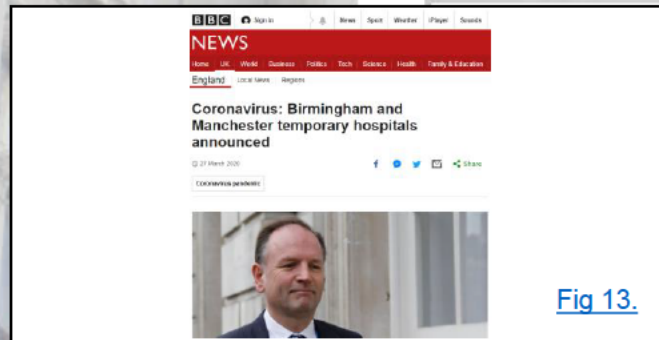 BBC Sign in News Sport Weather iPlayer Sounds
NEWS
Home UK World Business Politics Tech Science Health Family & Education
England Local News Regions
Coronavirus: Birmingham and
Manchester temporary hospitals
announced
27 March 2020 Share
Coronavirus pandemic
Fig 13.